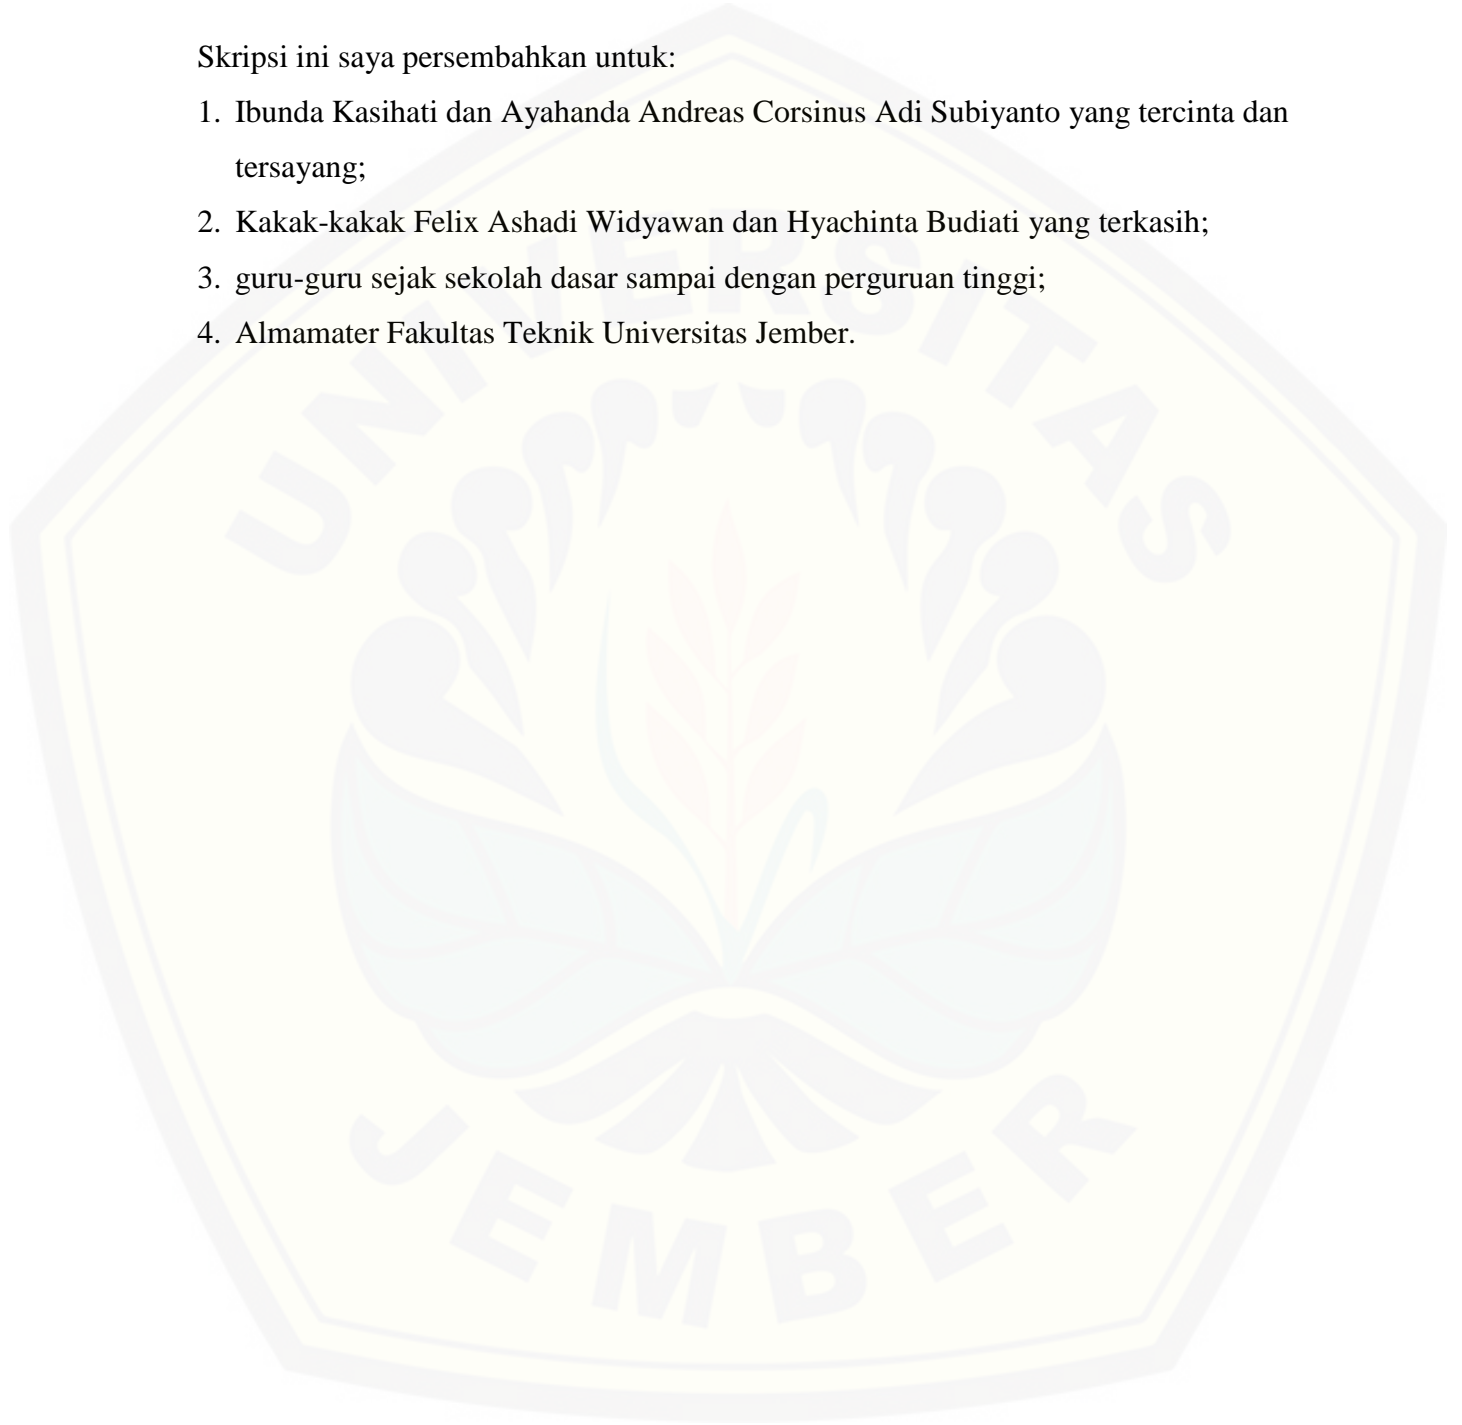 Skripsi ini saya persembahkan untuk:
1. Ibunda Kasihati dan Ayahanda Andreas Corsinus Adi Subiyanto yang tercinta dan
tersayang;
2. Kakak-kakak Felix Ashadi Widyawan dan Hyachinta Budiati yang terkasih;
3. guru-guru sejak sekolah dasar sampai dengan perguruan tinggi;
4. Almamater Fakultas Teknik Universitas Jember.
UNIVERSITAS
JEMBER